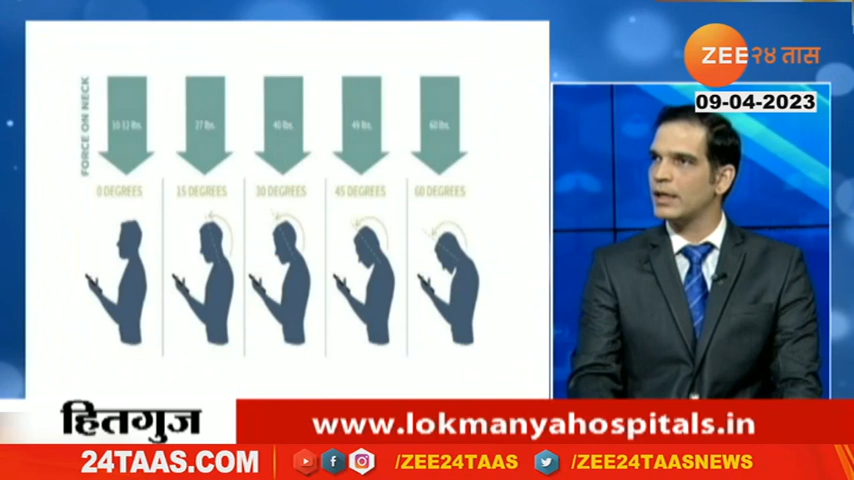 ZEE २४ तास
09-04-2023
FORCE ON NECK
10-12 lbs. 27 lbs. 40 lbs. 49 lbs. 60 lbs.
0 DEGREES 15 DEGREES 30 DEGREES 45 DEGREES 60 DEGREES
हितगुज
www.lokmanyahospitals.in
24TAAS.COM /ZEE24TAAS /ZEE24TAASNEWS